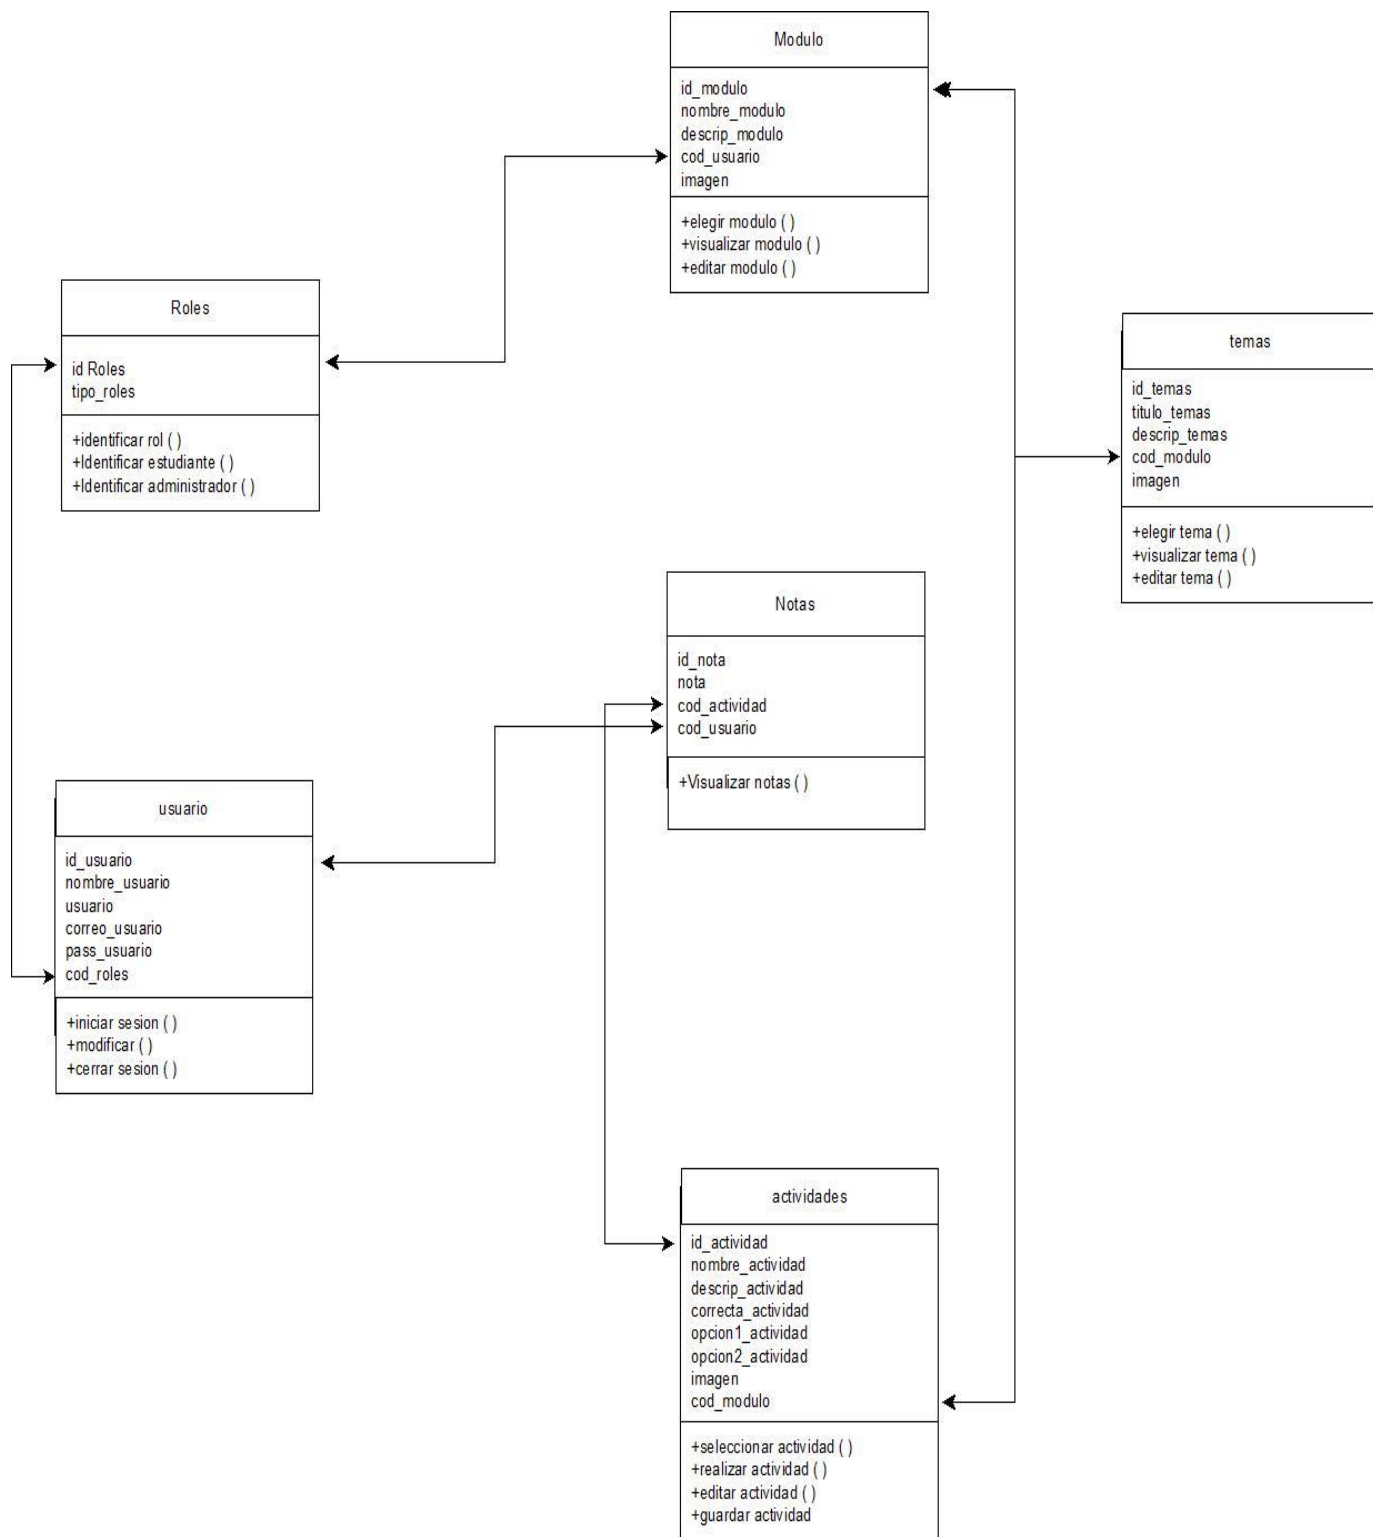 Modulo
id_modulo
nombre_modulo
descrip_modulo
cod_usuario
imagen
+elegir modulo ( )
+visualizar modulo ( )
+editar modulo ( )
Roles
id Roles
tipo_roles
+identificar rol ( )
+Identificar estudiante ( )
+Identificar administrador ( )
temas
id_temas
titulo_temas
descrip_temas
cod_modulo
imagen
+elegir tema ( )
+visualizar tema ( )
+editar tema ( )
Notas
id_nota
nota
cod_actividad
cod_usuario
+Visualizar notas ( )
usuario
id_usuario
nombre_usuario
usuario
correo_usuario
pass_usuario
cod_roles
+iniciar sesion ( )
+modificar ( )
+cerrar sesion ( )
actividades
id_actividad
nombre_actividad
descrip_actividad
correcta_actividad
opcion1_actividad
opcion2_actividad
imagen
cod_modulo
+seleccionar actividad ( )
+realizar actividad ( )
+editar actividad ( )
+guardar actividad